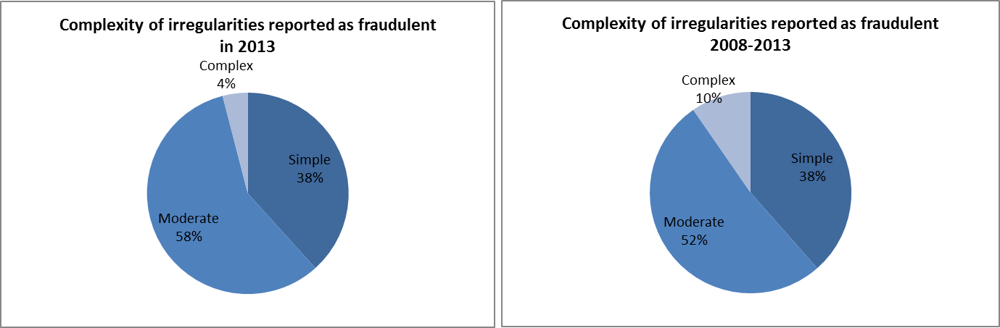 Complexity of irregularities reported as fraudulent
in 2013
Complex
4%
Simple
38%
Moderate
58%
Complexity of irregularities reported as fraudulent
2008-2013
Complex
10%
Simple
38%
Moderate
52%